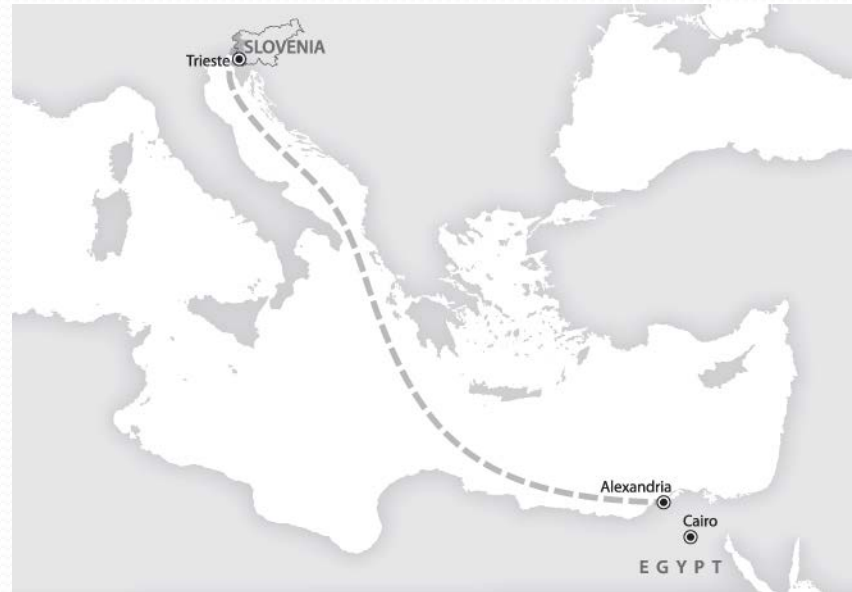 SLOVENIA
Trieste
Alexandria
Cairo
EGYPT